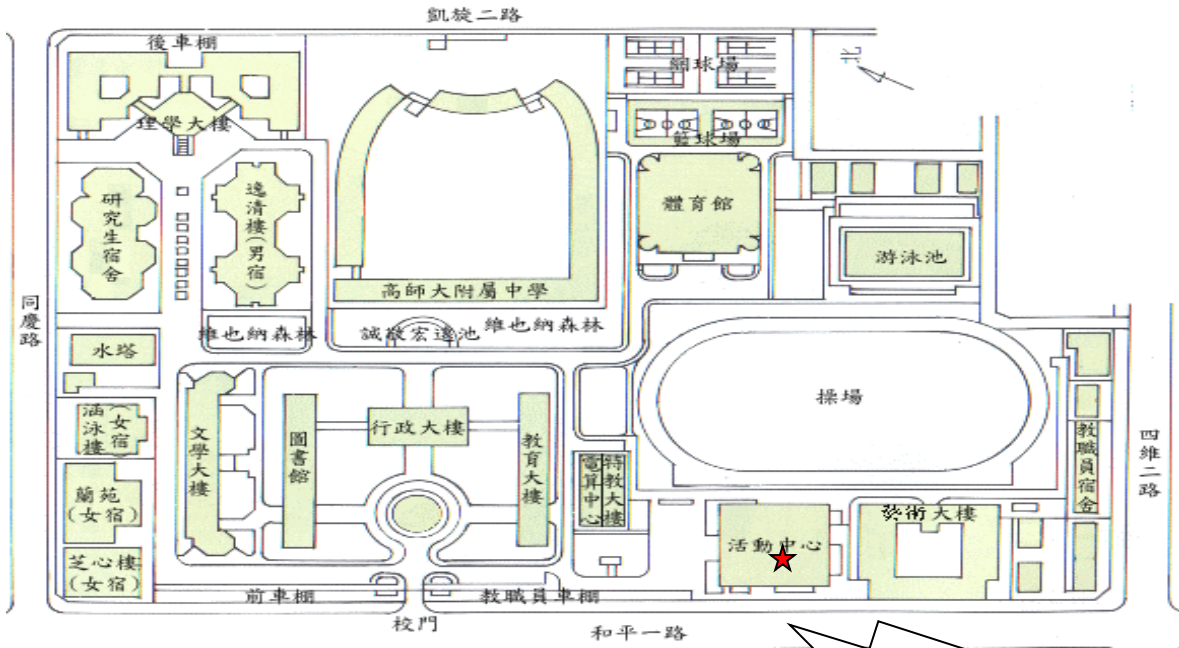 凱旋二路
後車棚
網球場
北
理學大樓
籃球場
研究生宿舍
逸清樓(男宿)
體育館
游泳池
高師大附屬中學
同慶路
維也納森林
誠敬宏遠池
維也納森林
水塔
操場
涵泳樓(女宿)
文學大樓
圖書館
行政大樓
教育大樓
電算中心
特教大樓
教職員宿舍
四維二路
蘭苑
(女宿)
藝術大樓
活動中心
芝心樓
(女宿)
前車棚
教職員車棚
校門
和平一路